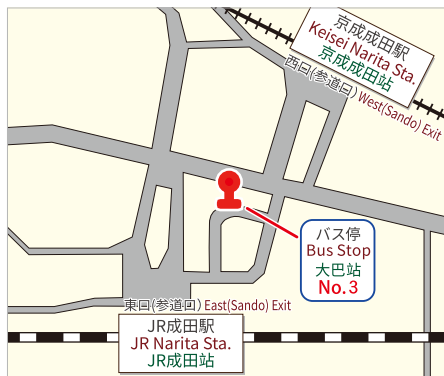 京成成田駅
Keisei Narita Sta.
京成成田站
西口(参道口) West(Sando) Exit
バス停
Bus Stop
大巴站
No.3
東口(参道口) East(Sando) Exit
JR成田駅
JR Narita Sta.
JR成田站